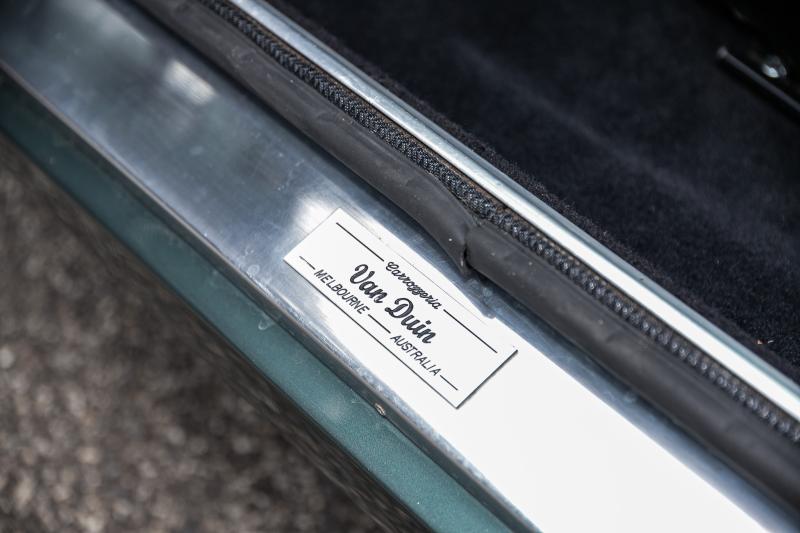 Carrozzeria
Van Duin
MELBOURNE — AUSTRALIA